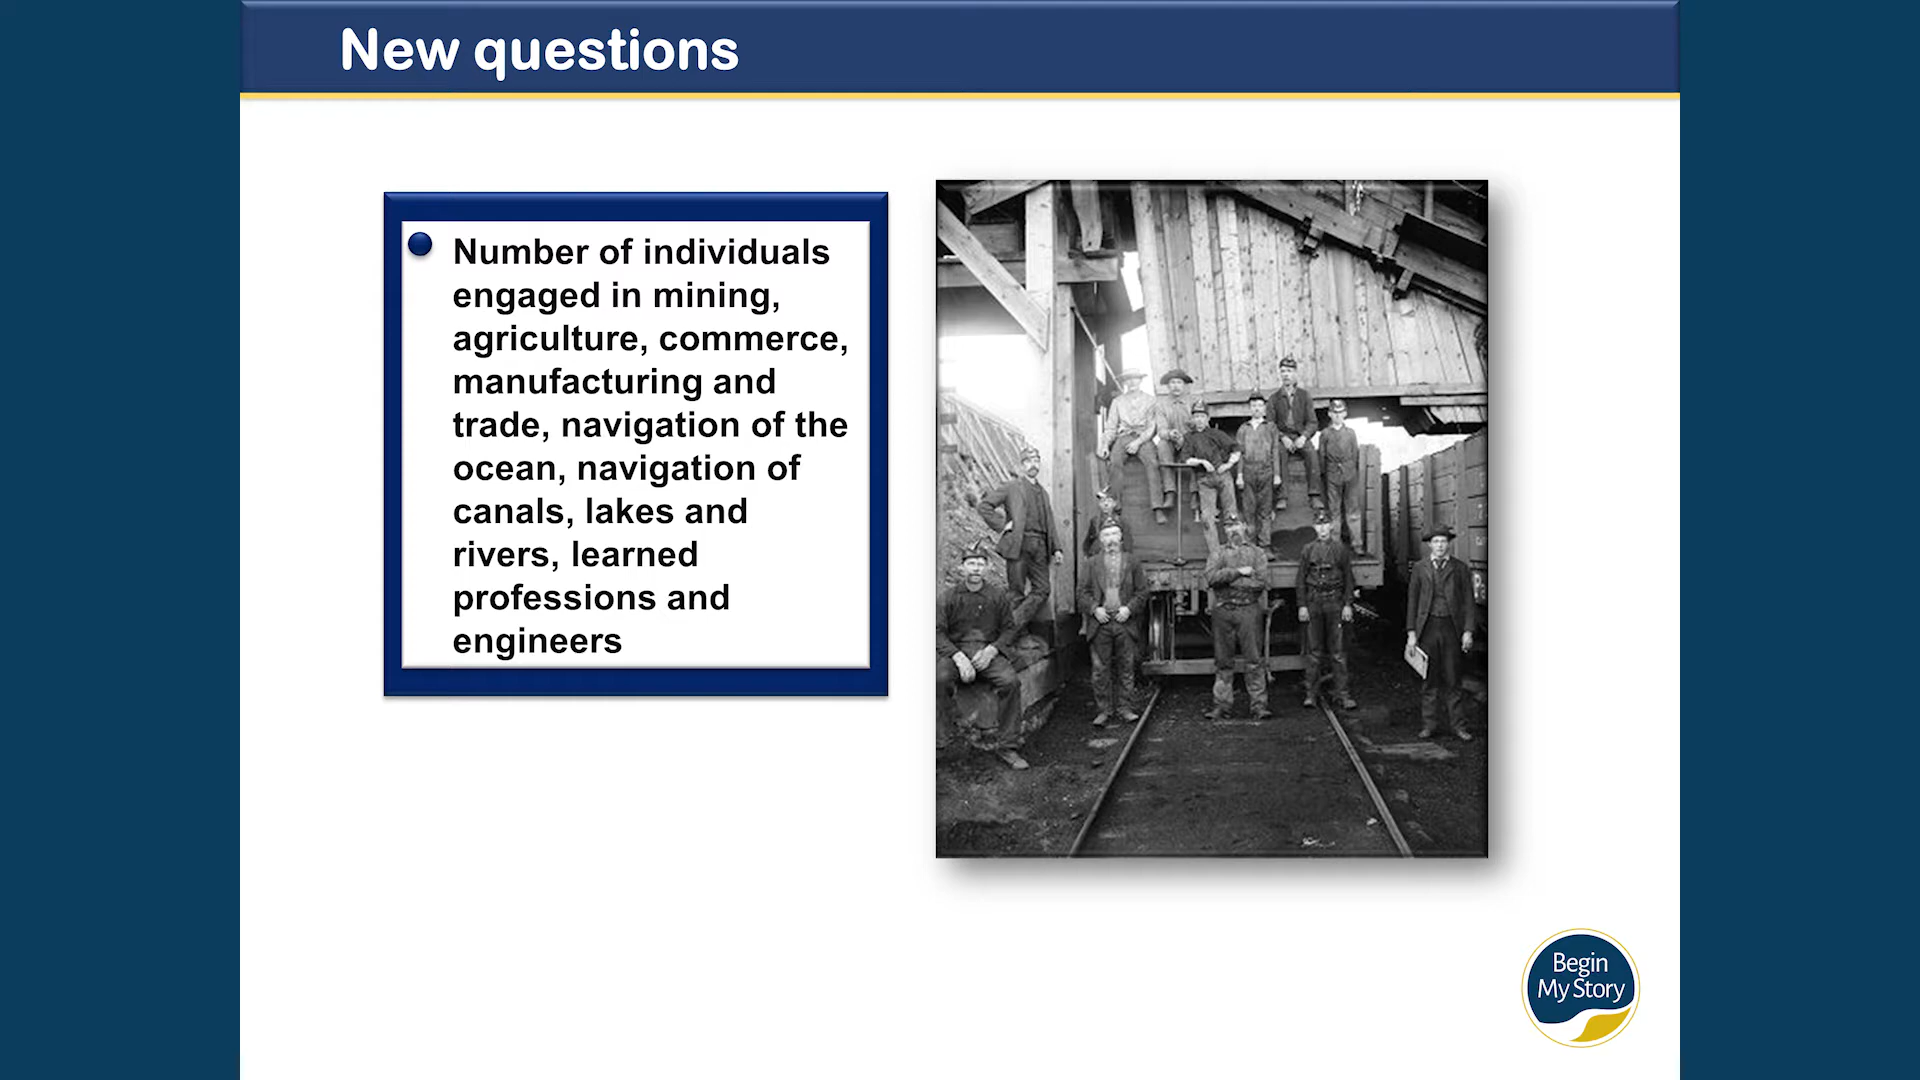 New questions
Number of individuals
engaged in mining,
agriculture, commerce,
manufacturing and
trade, navigation of the
ocean, navigation of
canals, lakes and
rivers, learned
professions and
engineers
Begin
My Story